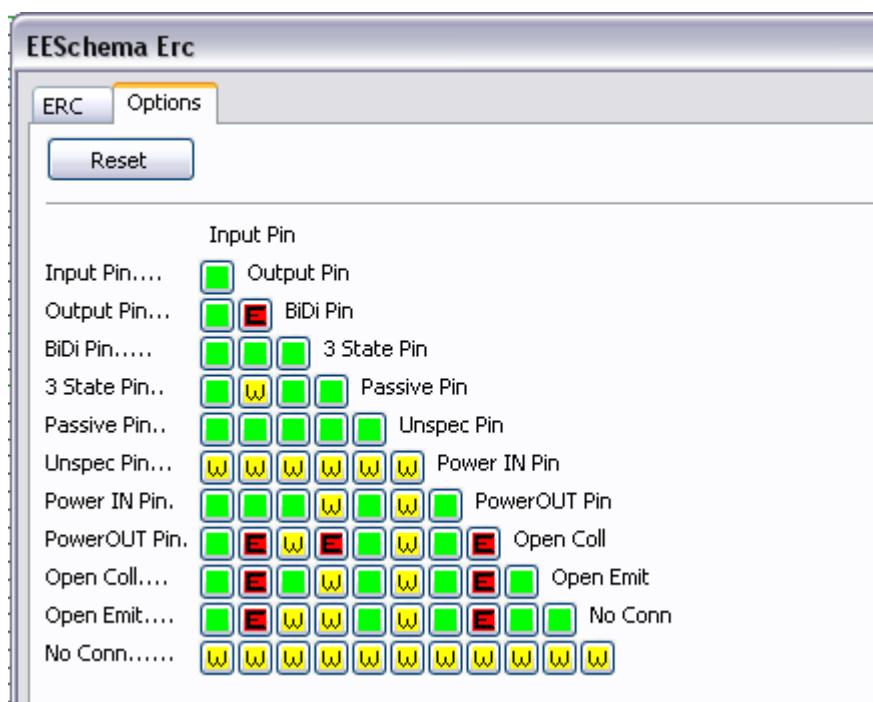 EESchema Erc
ERC Options
Reset
Input Pin
Input Pin.... Output Pin
Output Pin... E BiDi Pin
BiDi Pin..... 3 State Pin
3 State Pin.. W Passive Pin
Passive Pin.. Unspec Pin
Unspec Pin... W W W W W W Power IN Pin
Power IN Pin. W W PowerOUT Pin
PowerOUT Pin. E W E W E Open Coll
Open Coll.... E W W E Open Emit
Open Emit.... E W W W E No Conn
No Conn...... W W W W W W W W W W W